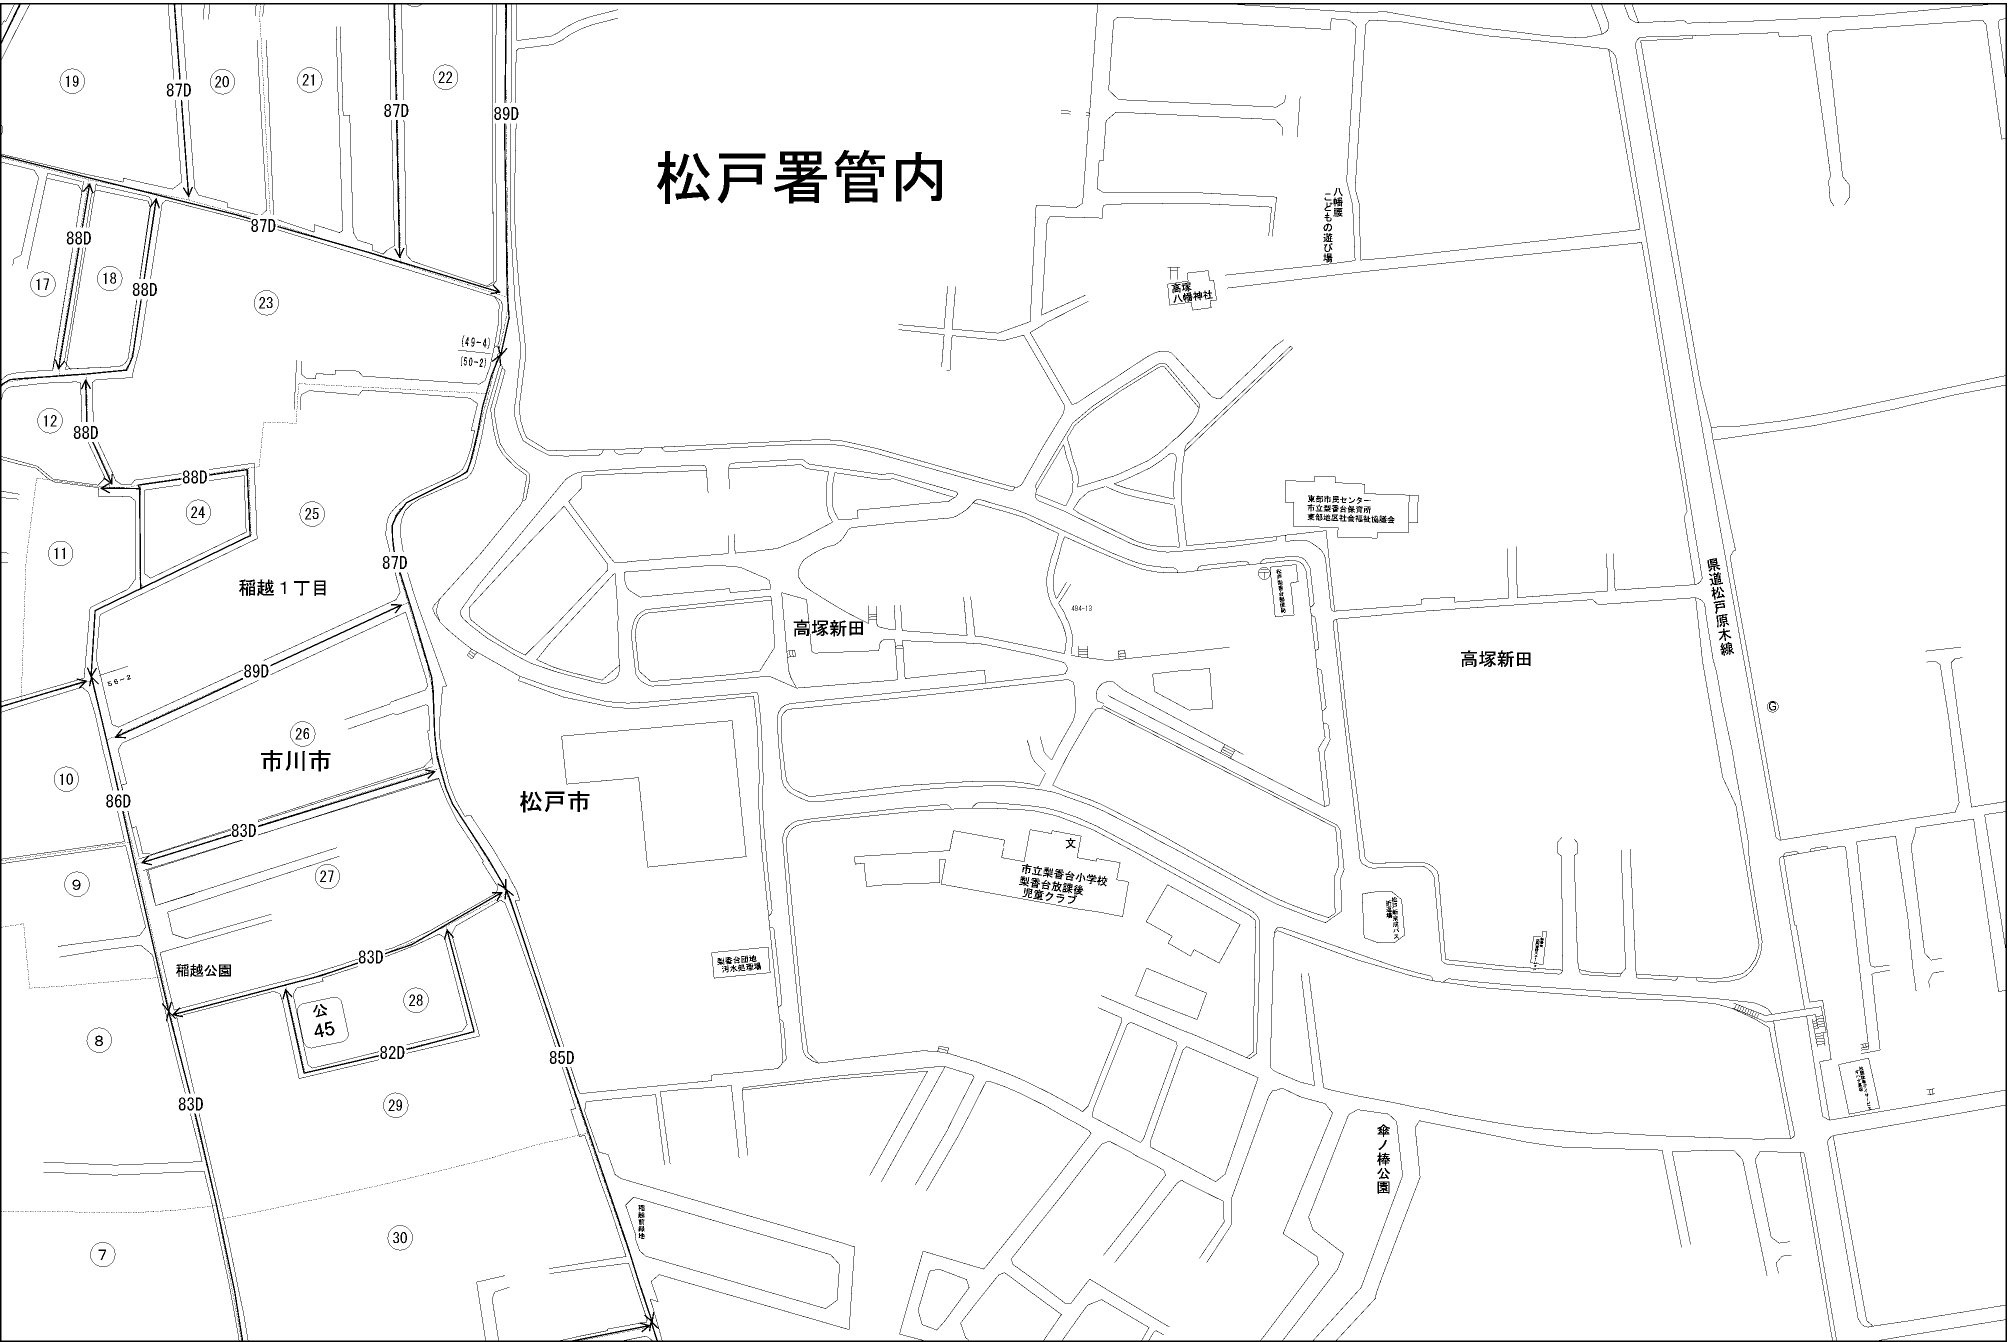 19
20
21
22
87D
87D
89D
松戸署管内
88D
87D
17
18
88D
23
八幡腰
こどもの遊び場
高塚
八幡神社
(49-4)
(50-2)
12
88D
88D
24
25
東部市民センター
市立梨香台保育所
東部地区社会福祉協議会
11
87D
稲越1丁目
県道松戸原木線
494-13
高塚新田
高塚新田
89D
56-2
G
26
市川市
10
86D
松戸市
83D
文
市立梨香台小学校
梨香台放課後
児童クラブ
9
27
83D
稲越公園
梨香台団地
汚水処理場
28
公
45
8
82D
85D
83D
29
傘ノ棒公園
稲越前緑地
30
7